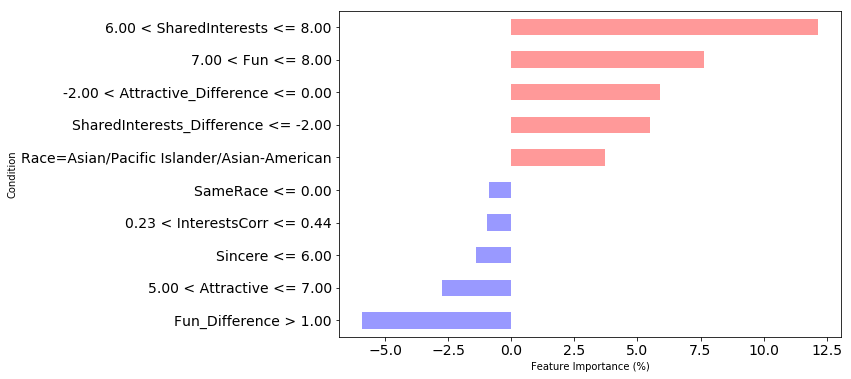 6.00 < SharedInterests <= 8.00
7.00 < Fun <= 8.00
-2.00 < Attractive_Difference <= 0.00
SharedInterests_Difference <= -2.00
Race=Asian/Pacific Islander/Asian-American
SameRace <= 0.00
0.23 < InterestsCorr <= 0.44
Sincere <= 6.00
5.00 < Attractive <= 7.00
Fun_Difference > 1.00
Condition
−5.0 −2.5 0.0 2.5 5.0 7.5 10.0 12.5
Feature Importance (%)